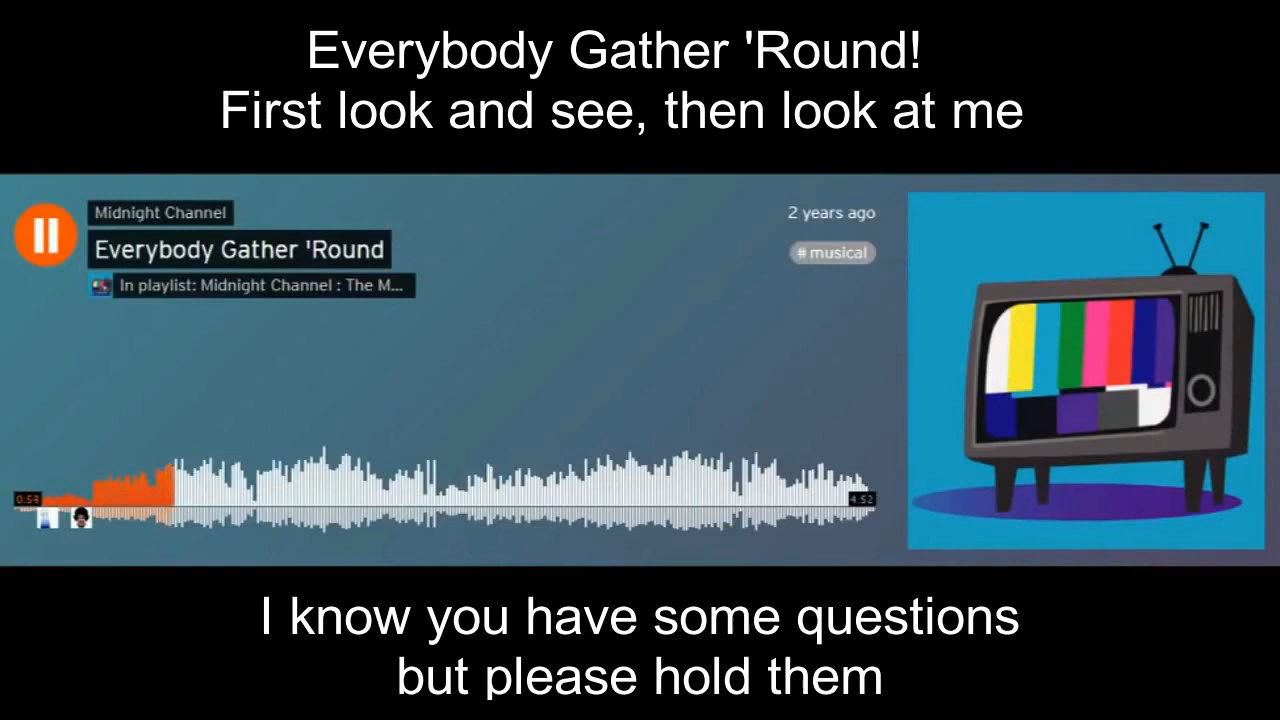 Everybody Gather 'Round!
First look and see, then look at me
Midnight Channel
2 years ago
Everybody Gather 'Round
# musical
In playlist: Midnight Channel : The M...
0:54
4:52
I know you have some questions
but please hold them